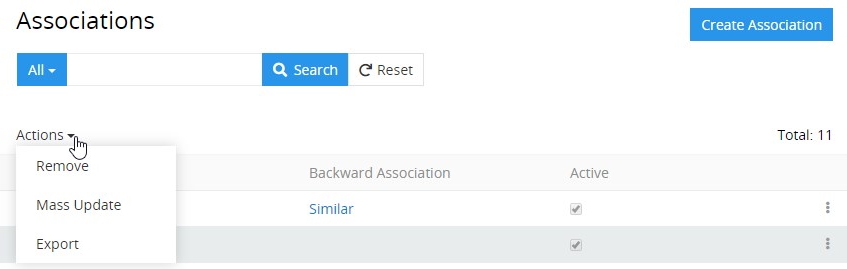 Associations
Create Association
All
Search
Reset
Actions
Total: 11
Remove
Backward Association
Active
Mass Update
Similar
Export